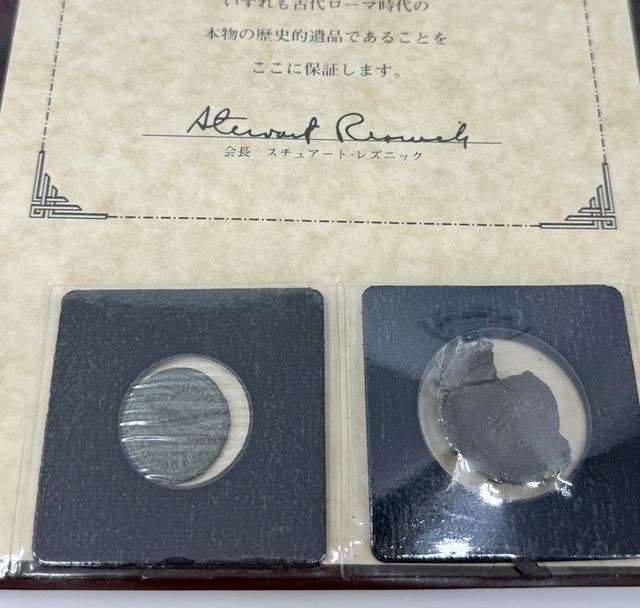 いずれも古代ローマ時代の
本物の歴史的遺品であることを
ここに保証します。
Stewart Resnick
会長 スチュアート・レズニック